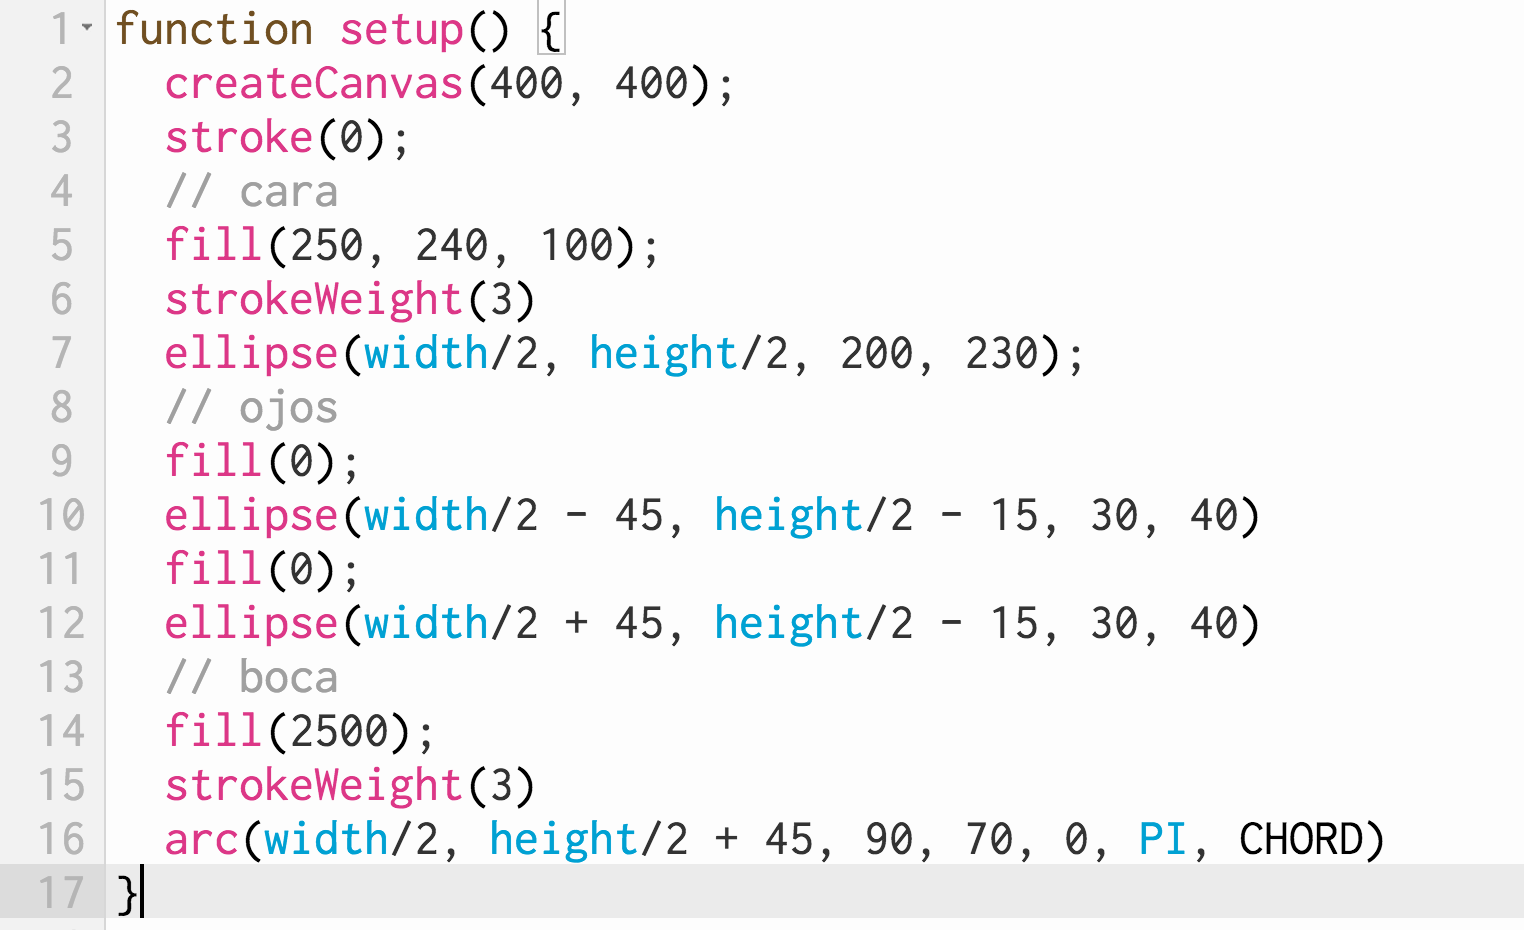 1 function setup() {
2 createCanvas(400, 400);
3 stroke(0);
4 // cara
5 fill(250, 240, 100);
6 strokeWeight(3)
7 ellipse(width/2, height/2, 200, 230);
8 // ojos
9 fill(0);
10 ellipse(width/2 - 45, height/2 - 15, 30, 40)
11 fill(0);
12 ellipse(width/2 + 45, height/2 - 15, 30, 40)
13 // boca
14 fill(2500);
15 strokeWeight(3)
16 arc(width/2, height/2 + 45, 90, 70, 0, PI, CHORD)
17 }